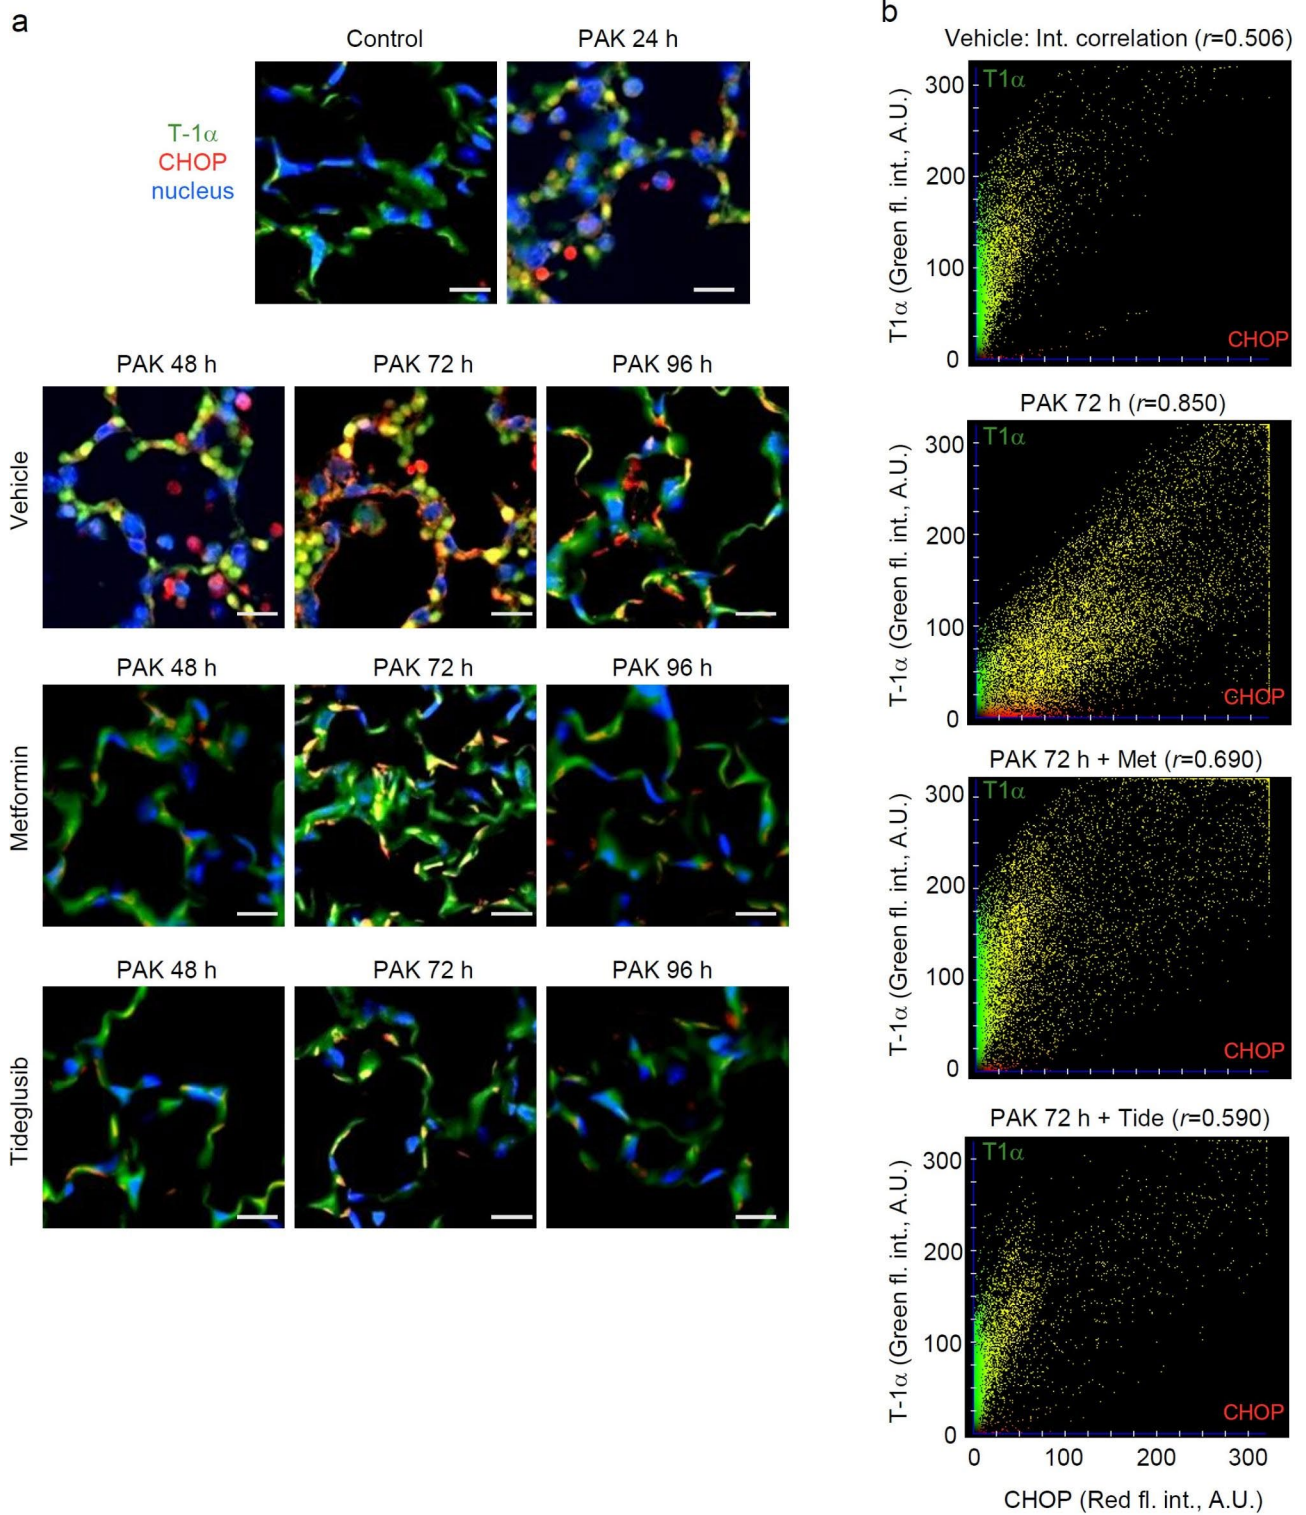 a
Control
PAK 24 h
T-1α
CHOP
nucleus
PAK 48 h
PAK 72 h
PAK 96 h
Vehicle
PAK 48 h
PAK 72 h
PAK 96 h
Metformin
PAK 48 h
PAK 72 h
PAK 96 h
Tideglusib
b
Vehicle: Int. correlation (r=0.506)
T1α
300
200
100
0
T1α (Green fl. int., A.U.)
CHOP
PAK 72 h (r=0.850)
T1α
300
200
100
0
T-1α (Green fl. int., A.U.)
CHOP
PAK 72 h + Met (r=0.690)
T1α
300
200
100
0
T-1α (Green fl. int., A.U.)
CHOP
PAK 72 h + Tide (r=0.590)
T1α
300
200
100
0
T-1α (Green fl. int., A.U.)
CHOP
0 100 200 300
CHOP (Red fl. int., A.U.)